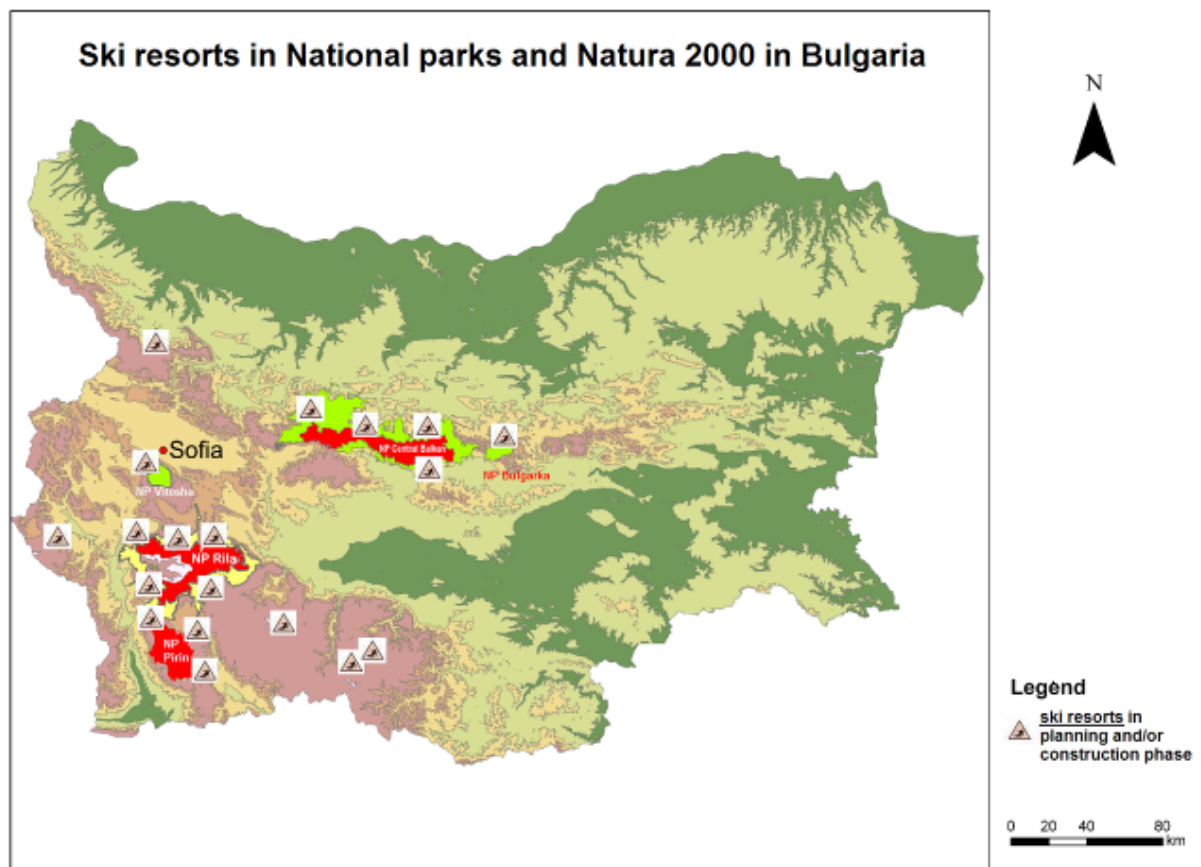 Ski resorts in National parks and Natura 2000 in Bulgaria
N
Sofia
NP Vitosha
NP Central Balkan
NP Bulgarka
NP Rila
NP
Pirin
Legend
ski resorts in
planning and/or
construction phase
0 20 40 80
km